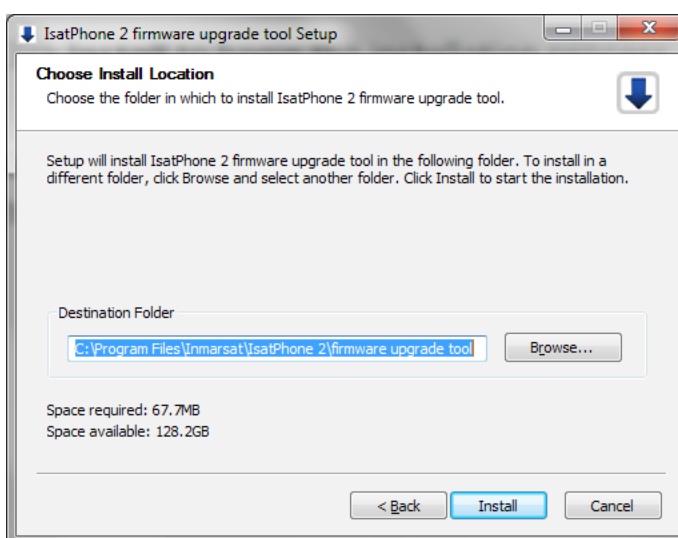 IsatPhone 2 firmware upgrade tool Setup
Choose Install Location
Choose the folder in which to install IsatPhone 2 firmware upgrade tool.
Setup will install IsatPhone 2 firmware upgrade tool in the following folder. To install in a
different folder, click Browse and select another folder. Click Install to start the installation.
Destination Folder
C:\Program Files\Inmarsat\IsatPhone 2\firmware upgrade tool
Browse...
Space required: 67.7MB
Space available: 128.2GB
< Back
Install
Cancel